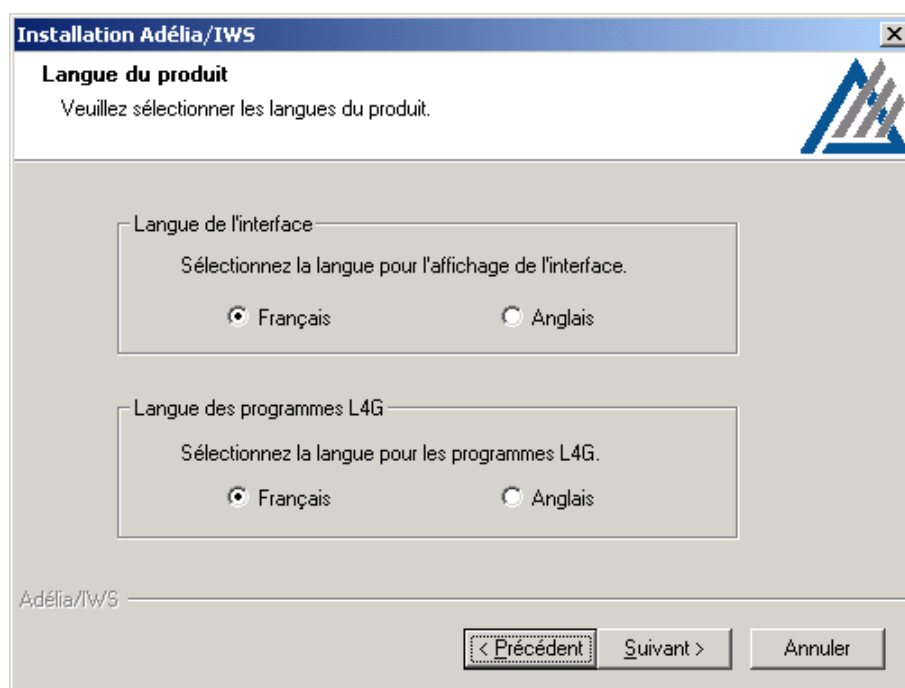 Installation Adélia/IWS
Langue du produit
Veuillez sélectionner les langues du produit.
Langue de l'interface
Sélectionnez la langue pour l'affichage de l'interface.
Français
Anglais
Langue des programmes L4G
Sélectionnez la langue pour les programmes L4G.
Français
Anglais
Adélia/IWS
< Précédent
Suivant >
Annuler